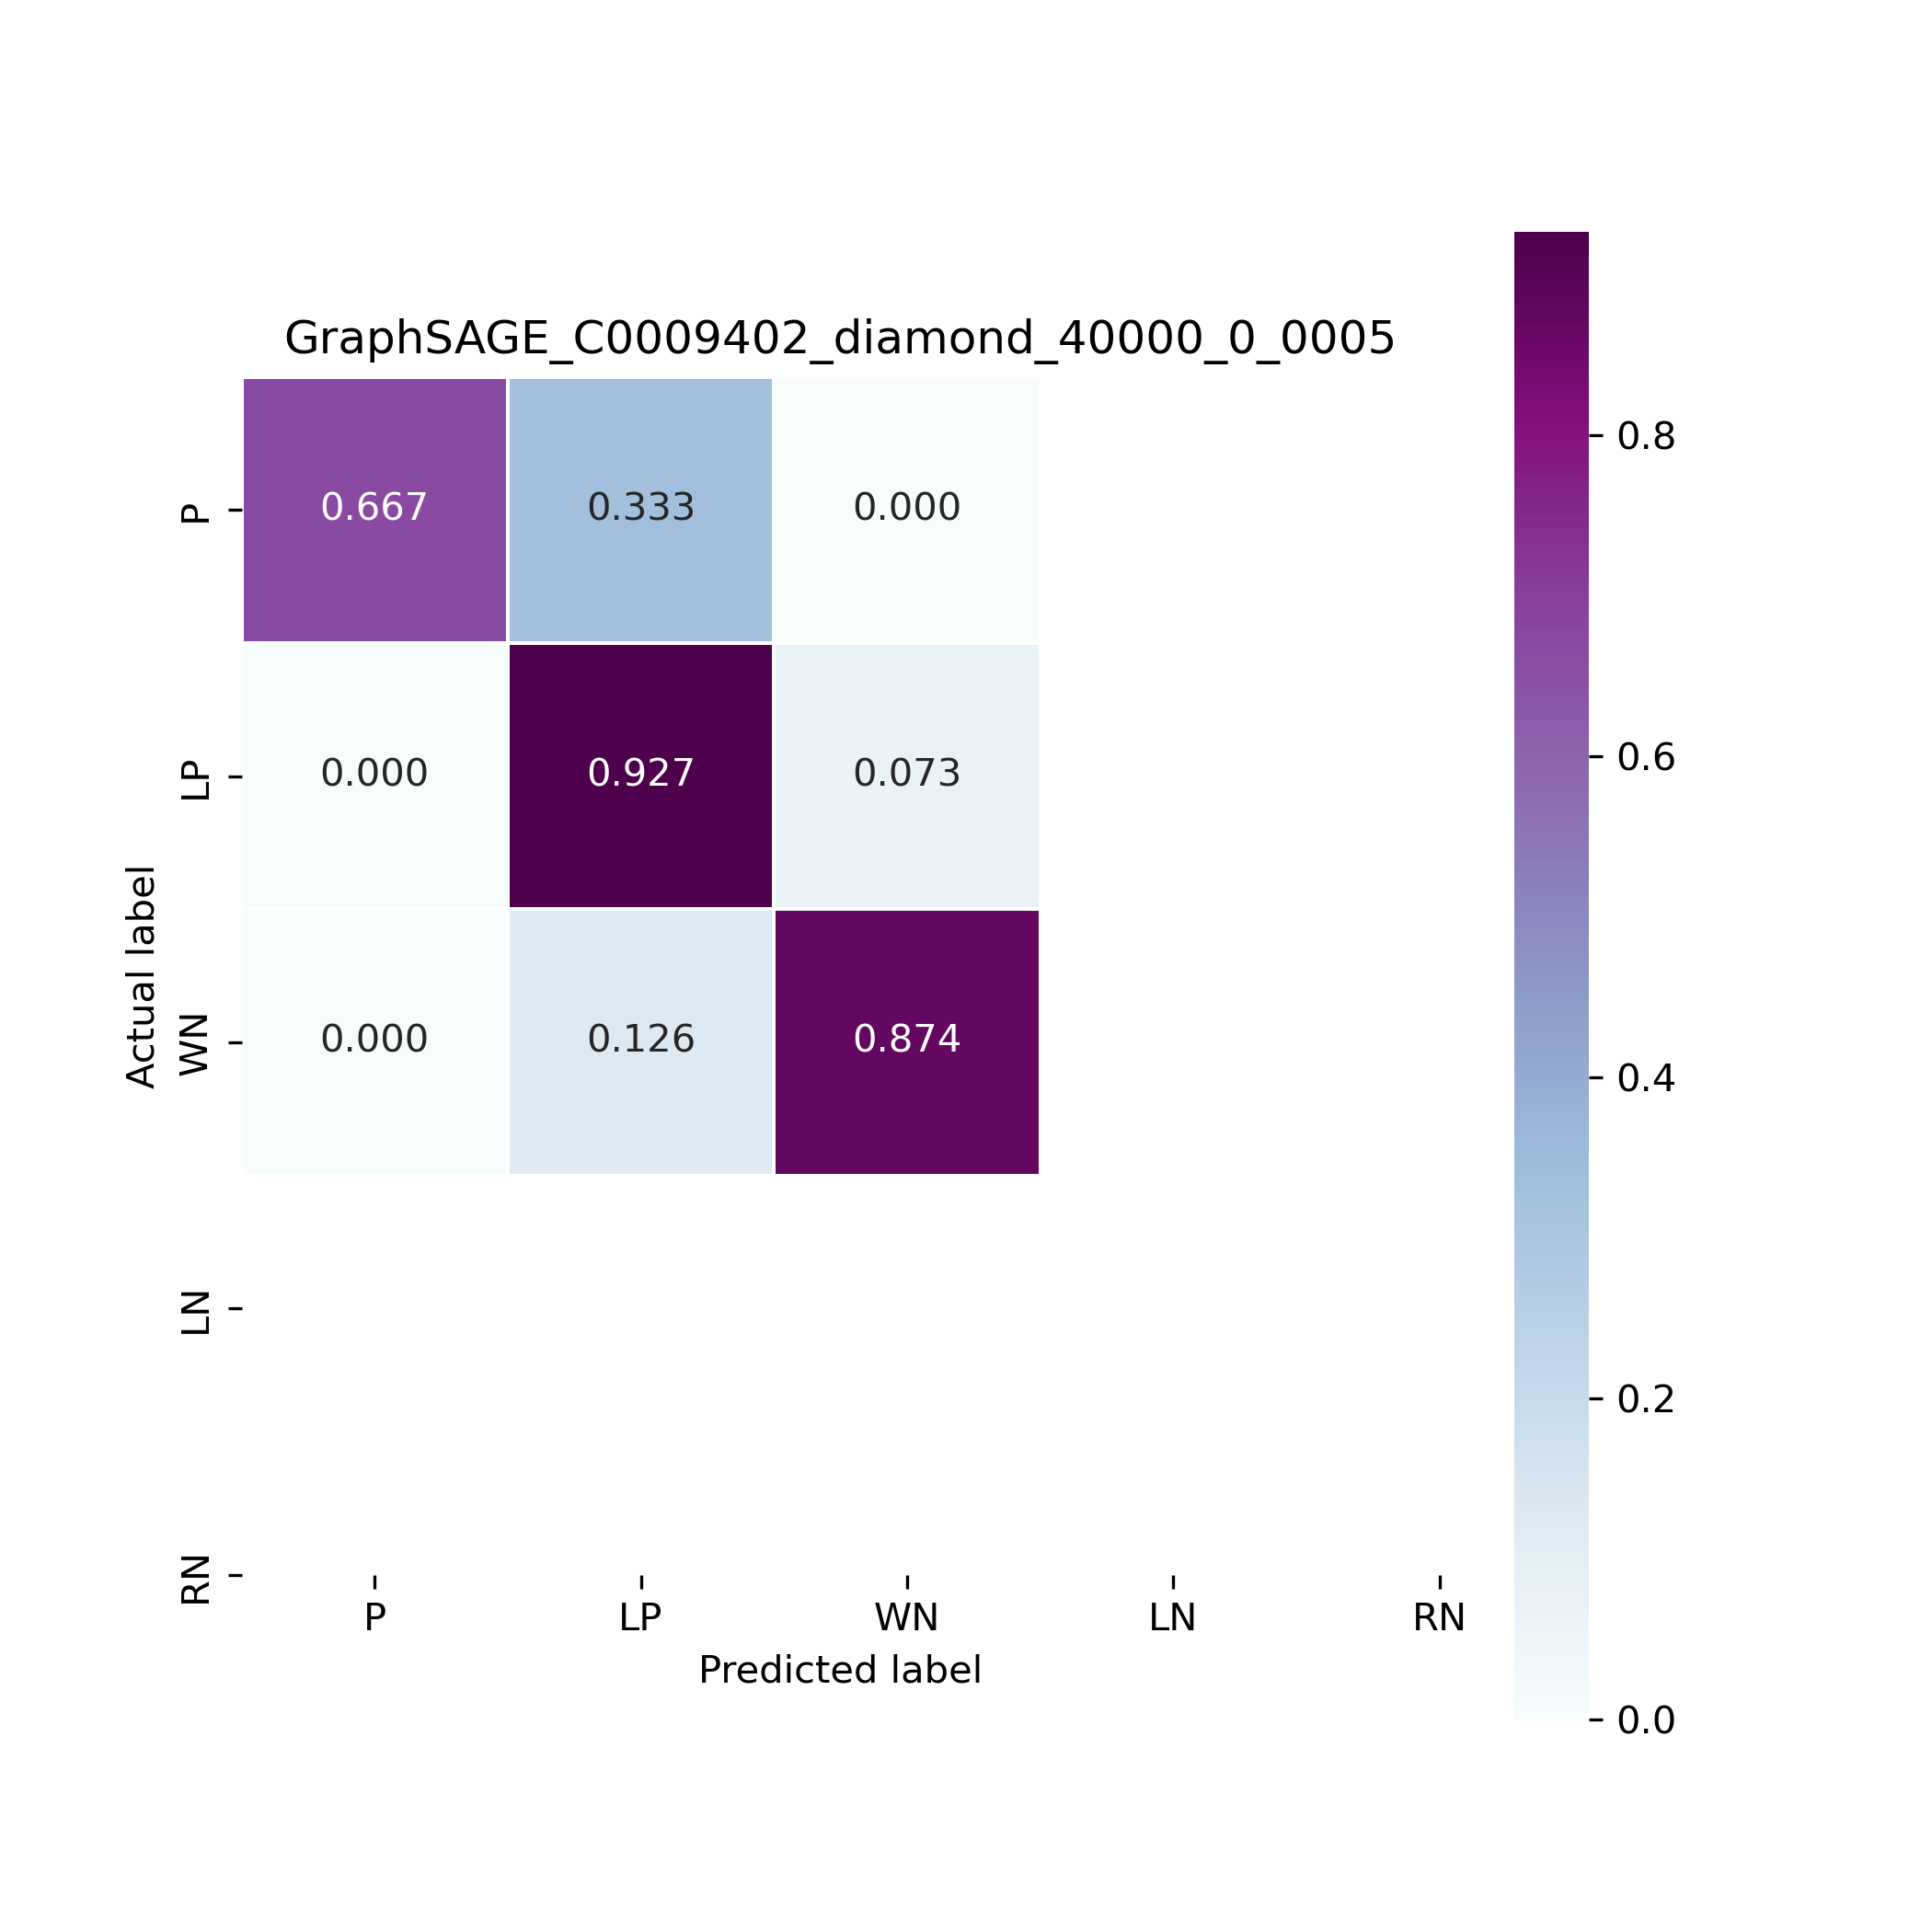 GraphSAGE_C0009402_diamond_40000_0_0005
P 0.667 0.333 0.000
LP 0.000 0.927 0.073
WN 0.000 0.126 0.874
LN
RN
Actual label
P LP WN LN RN
Predicted label
0.8
0.6
0.4
0.2
0.0